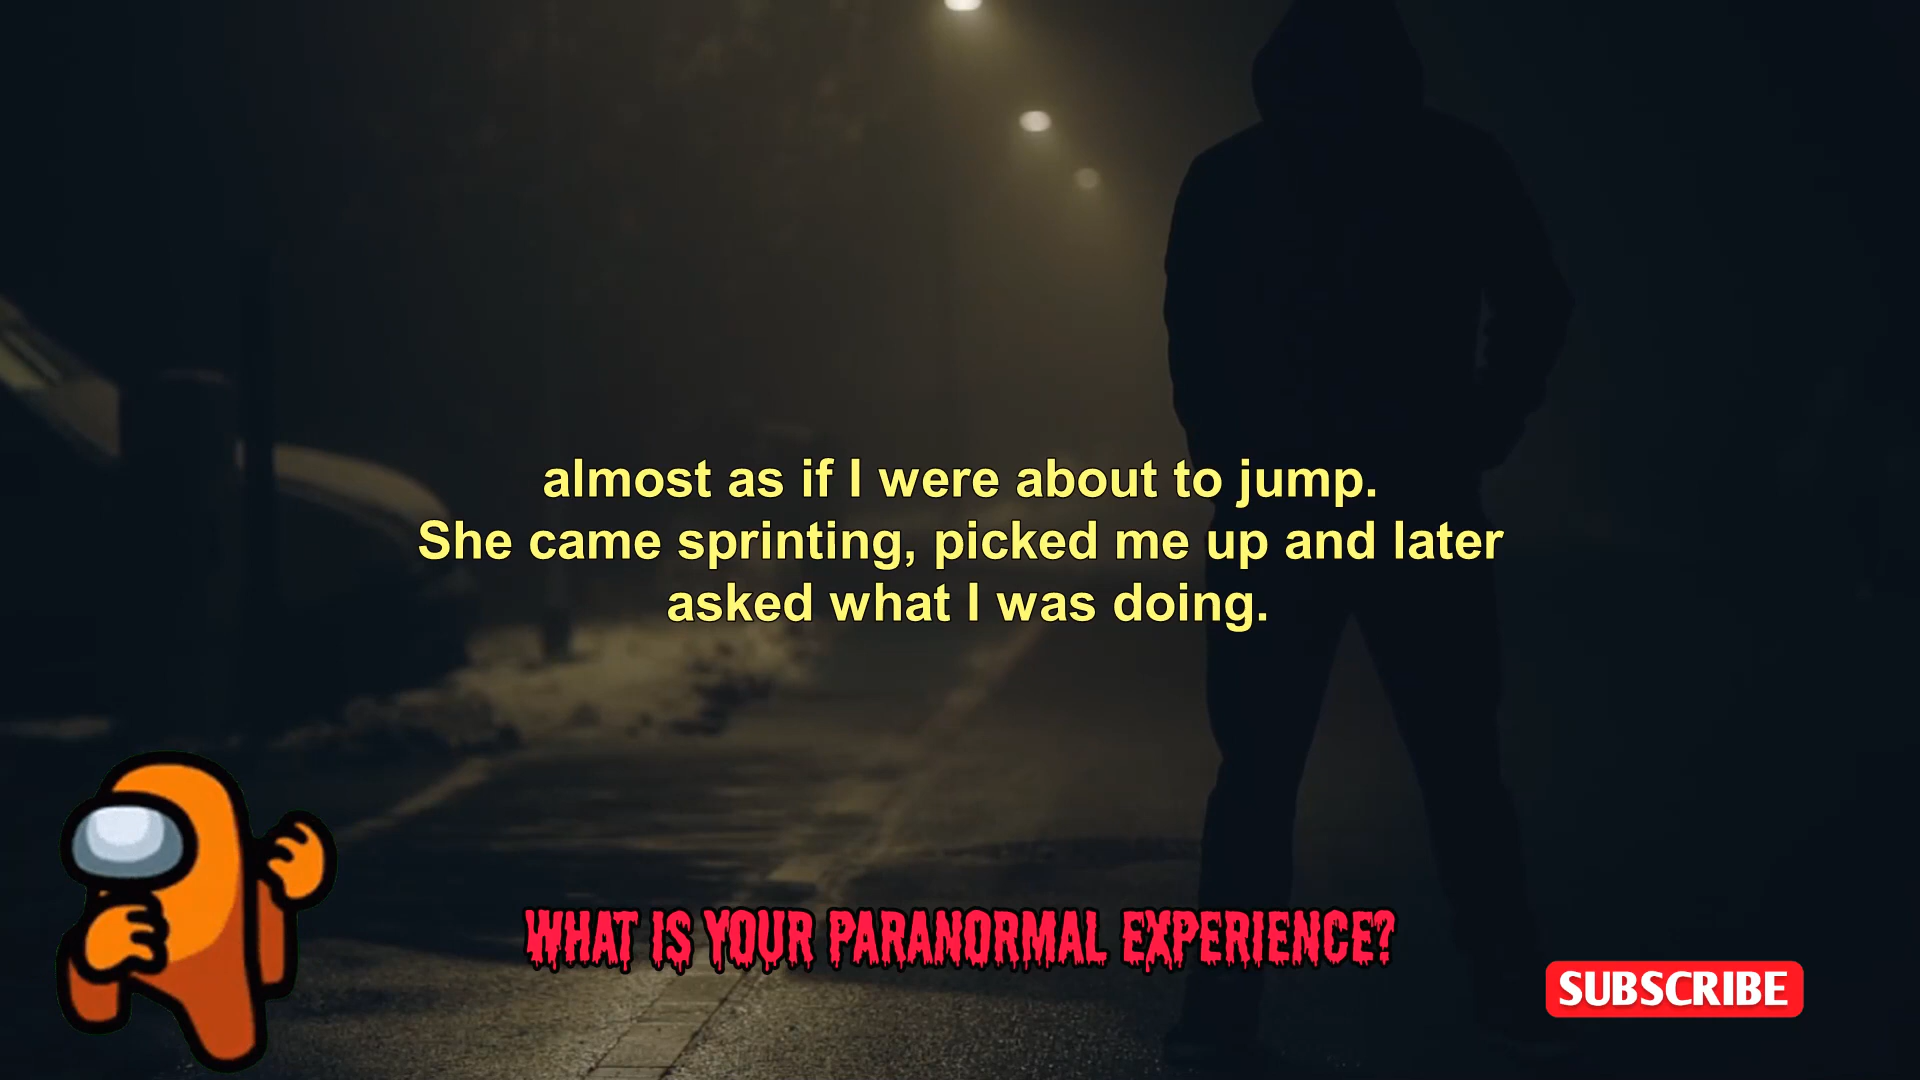 almost as if I were about to jump.
She came sprinting, picked me up and later
asked what I was doing.
WHAT IS YOUR PARANORMAL EXPERIENCE?
SUBSCRIBE